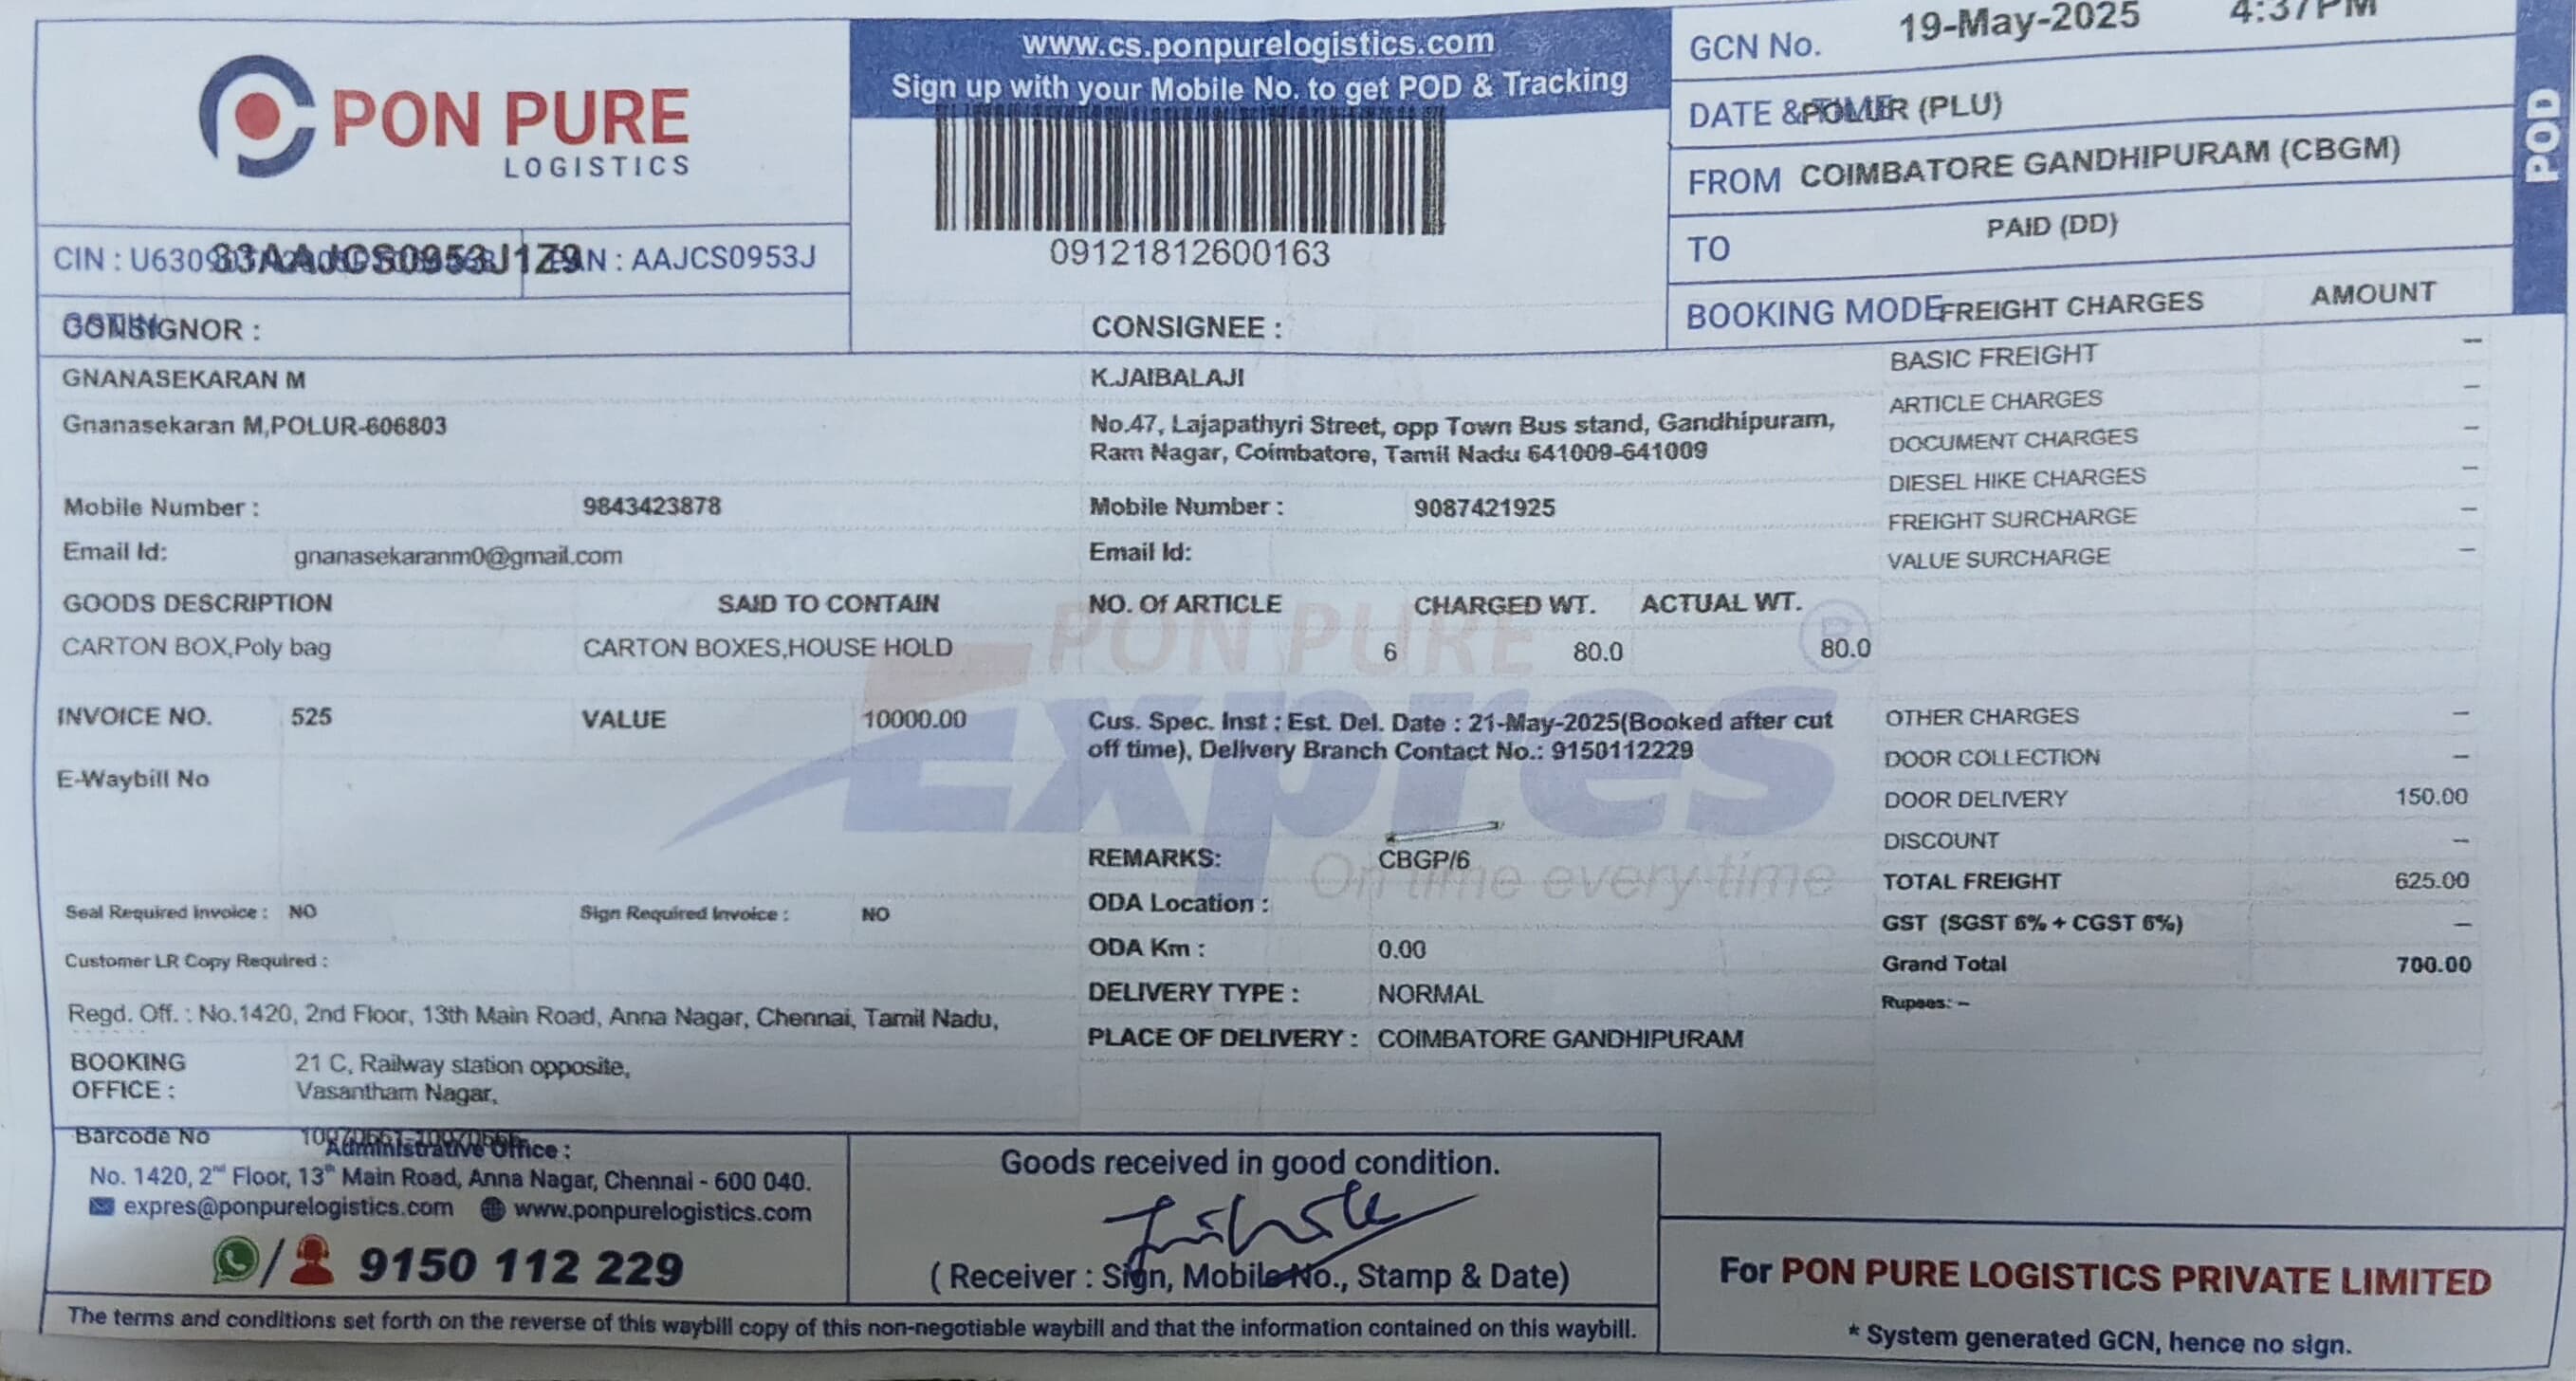 PON PURE
LOGISTICS
www.cs.ponpurelogistics.com
Sign up with your Mobile No. to get POD & Tracking
09121812600163
GCN No. 19-May-2025 4:37PM
DATE & TIME POLUR (PLU)
FROM COIMBATORE GANDHIPURAM (CBGM)
TO PAID (DD)
BOOKING MODE
POD
CIN : 33AAJCS0953J1Z9 PAN : AAJCS0953J
GSTIN
CONSIGNOR :
GNANASEKARAN M
Gnanasekaran M,POLUR-606803
Mobile Number : 9843423878
Email Id: gnanasekaranm0@gmail.com
CONSIGNEE :
K.JAIBALAJI
No.47, Lajapathyri Street, opp Town Bus stand, Gandhipuram,
Ram Nagar, Coimbatore, Tamil Nadu 641009-641009
Mobile Number : 9087421925
Email Id:
GOODS DESCRIPTION SAID TO CONTAIN NO. Of ARTICLE CHARGED WT. ACTUAL WT.
CARTON BOX,Poly bag CARTON BOXES,HOUSE HOLD 6 80.0 80.0
INVOICE NO. 525 VALUE 10000.00
E-Waybill No
Seal Required Invoice : NO Sign Required Invoice : NO
Customer LR Copy Required :
Regd. Off. : No.1420, 2nd Floor, 13th Main Road, Anna Nagar, Chennai, Tamil Nadu,
BOOKING OFFICE : 21 C, Railway station opposite,
Vasantham Nagar,
Barcode No
Cus. Spec. Inst : Est. Del. Date : 21-May-2025(Booked after cut
off time), Delivery Branch Contact No.: 9150112229
REMARKS: CBGP/6
ODA Location :
ODA Km : 0.00
DELIVERY TYPE : NORMAL
PLACE OF DELIVERY : COIMBATORE GANDHIPURAM
PON PURE
Expres
On time every time
FREIGHT CHARGES AMOUNT
BASIC FREIGHT –
ARTICLE CHARGES –
DOCUMENT CHARGES –
DIESEL HIKE CHARGES –
FREIGHT SURCHARGE –
VALUE SURCHARGE –
OTHER CHARGES –
DOOR COLLECTION –
DOOR DELIVERY 150.00
DISCOUNT –
TOTAL FREIGHT 625.00
GST (SGST 6% + CGST 6%) –
Grand Total 700.00
Rupees: –
Administrative Office :
No. 1420, 2nd Floor, 13th Main Road, Anna Nagar, Chennai - 600 040.
expres@ponpurelogistics.com www.ponpurelogistics.com
/ 9150 112 229
Goods received in good condition.
( Receiver : Sign, Mobile No., Stamp & Date)
For PON PURE LOGISTICS PRIVATE LIMITED
* System generated GCN, hence no sign.
The terms and conditions set forth on the reverse of this waybill copy of this non-negotiable waybill and that the information contained on this waybill.